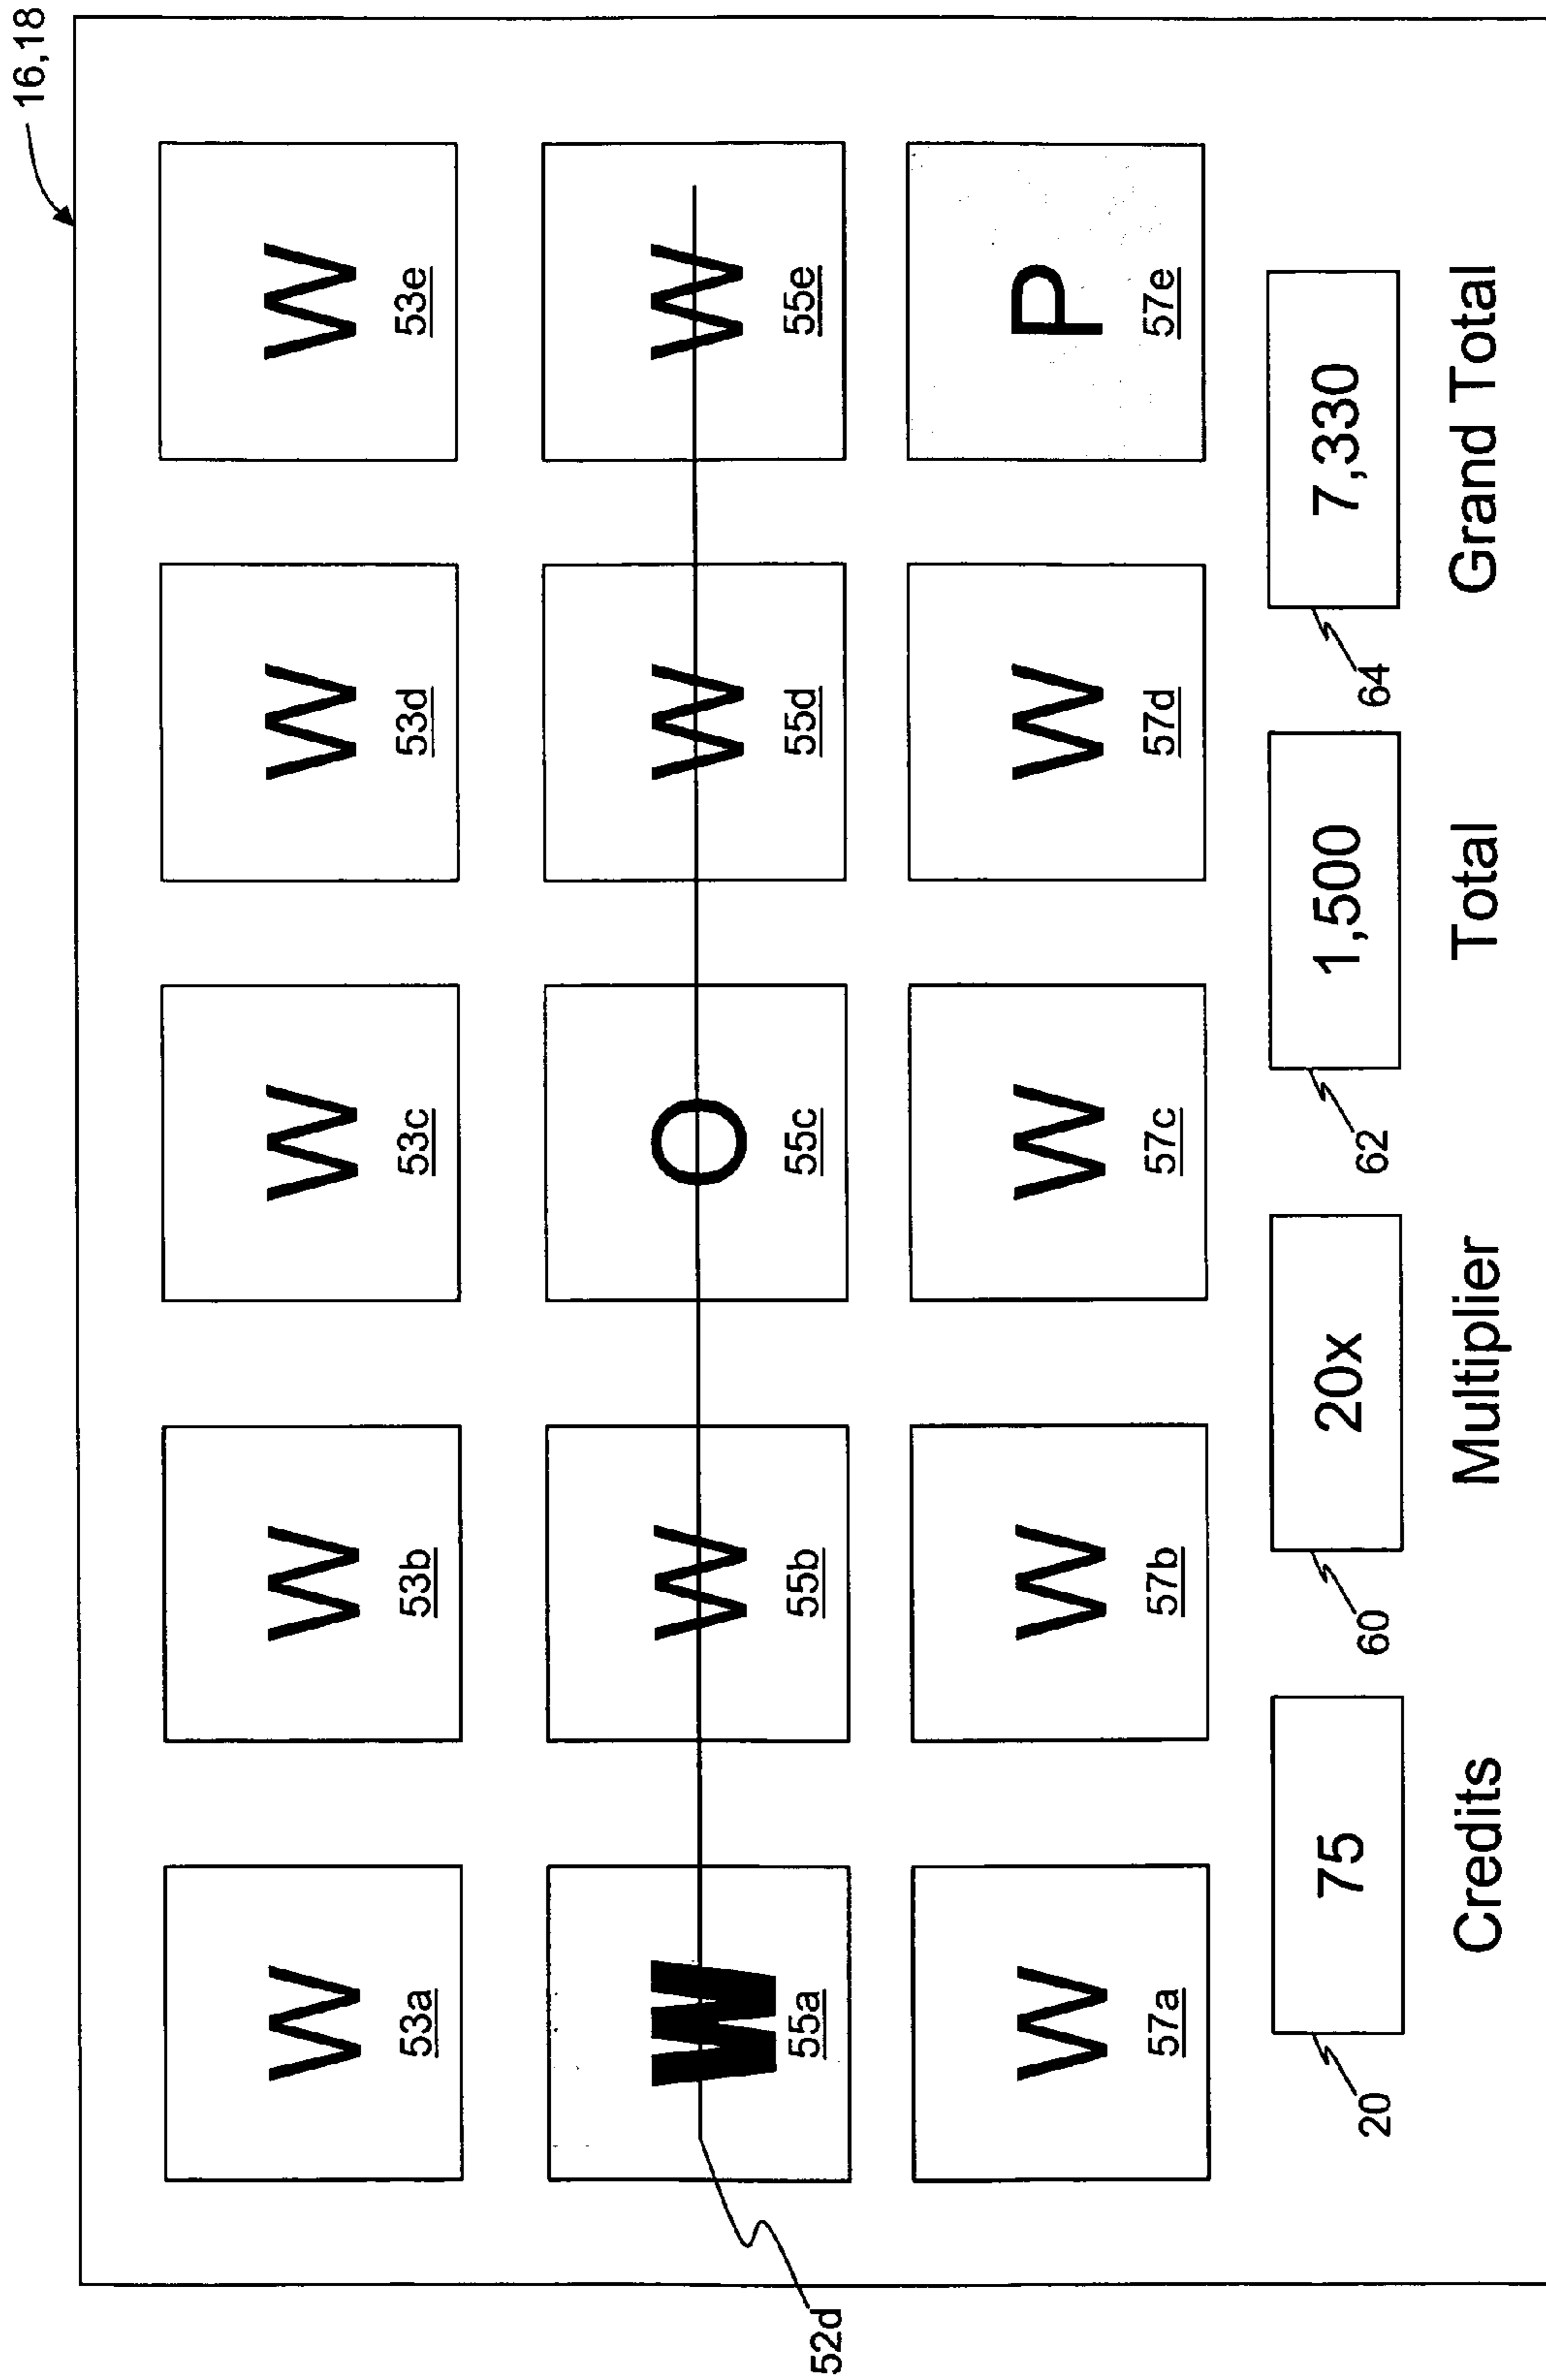 16,18
W W W W W
53a 53b 53c 53d 53e
W W O W W
55a 55b 55c 55d 55e
52d
W W W W P
57a 57b 57c 57d 57e
75 20x 1,500 7,330
20 60 62 64
Credits Multiplier Total Grand Total